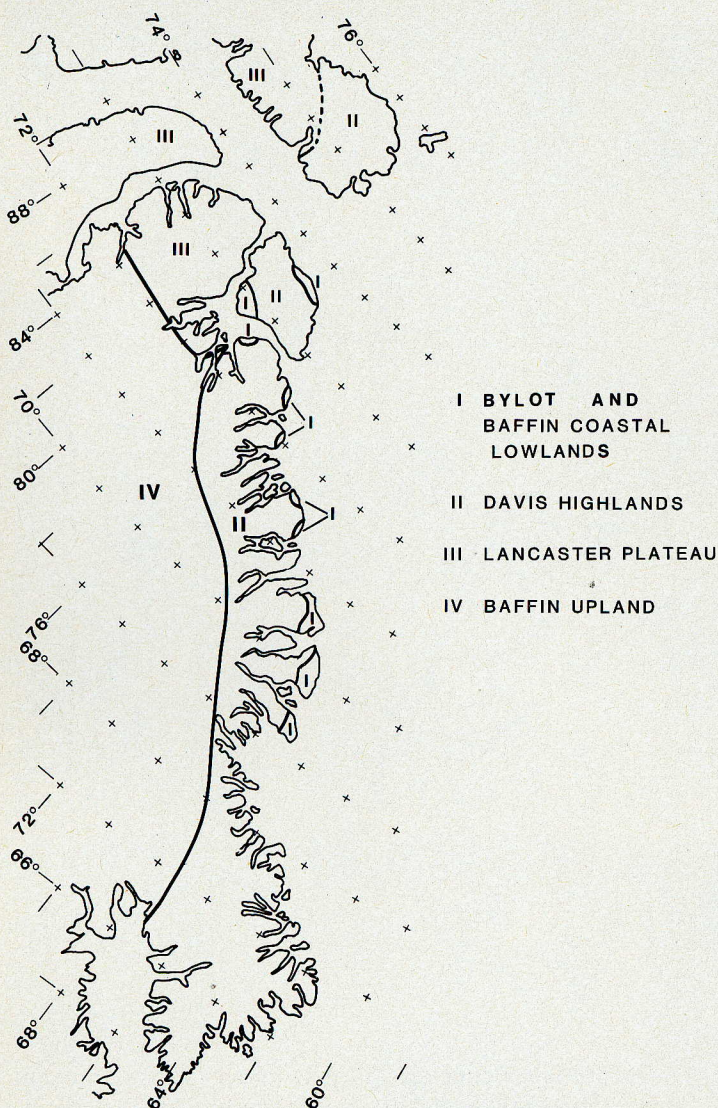 74°
76°
III
II
72°
III
88°
III
I
II
I
84°
I
I BYLOT AND
BAFFIN COASTAL
LOWLANDS
70°
I
80°
IV
II
I
II DAVIS HIGHLANDS
III LANCASTER PLATEAU
IV BAFFIN UPLAND
76°
I
68°
I
I
72°
66°
68°
64°
60°